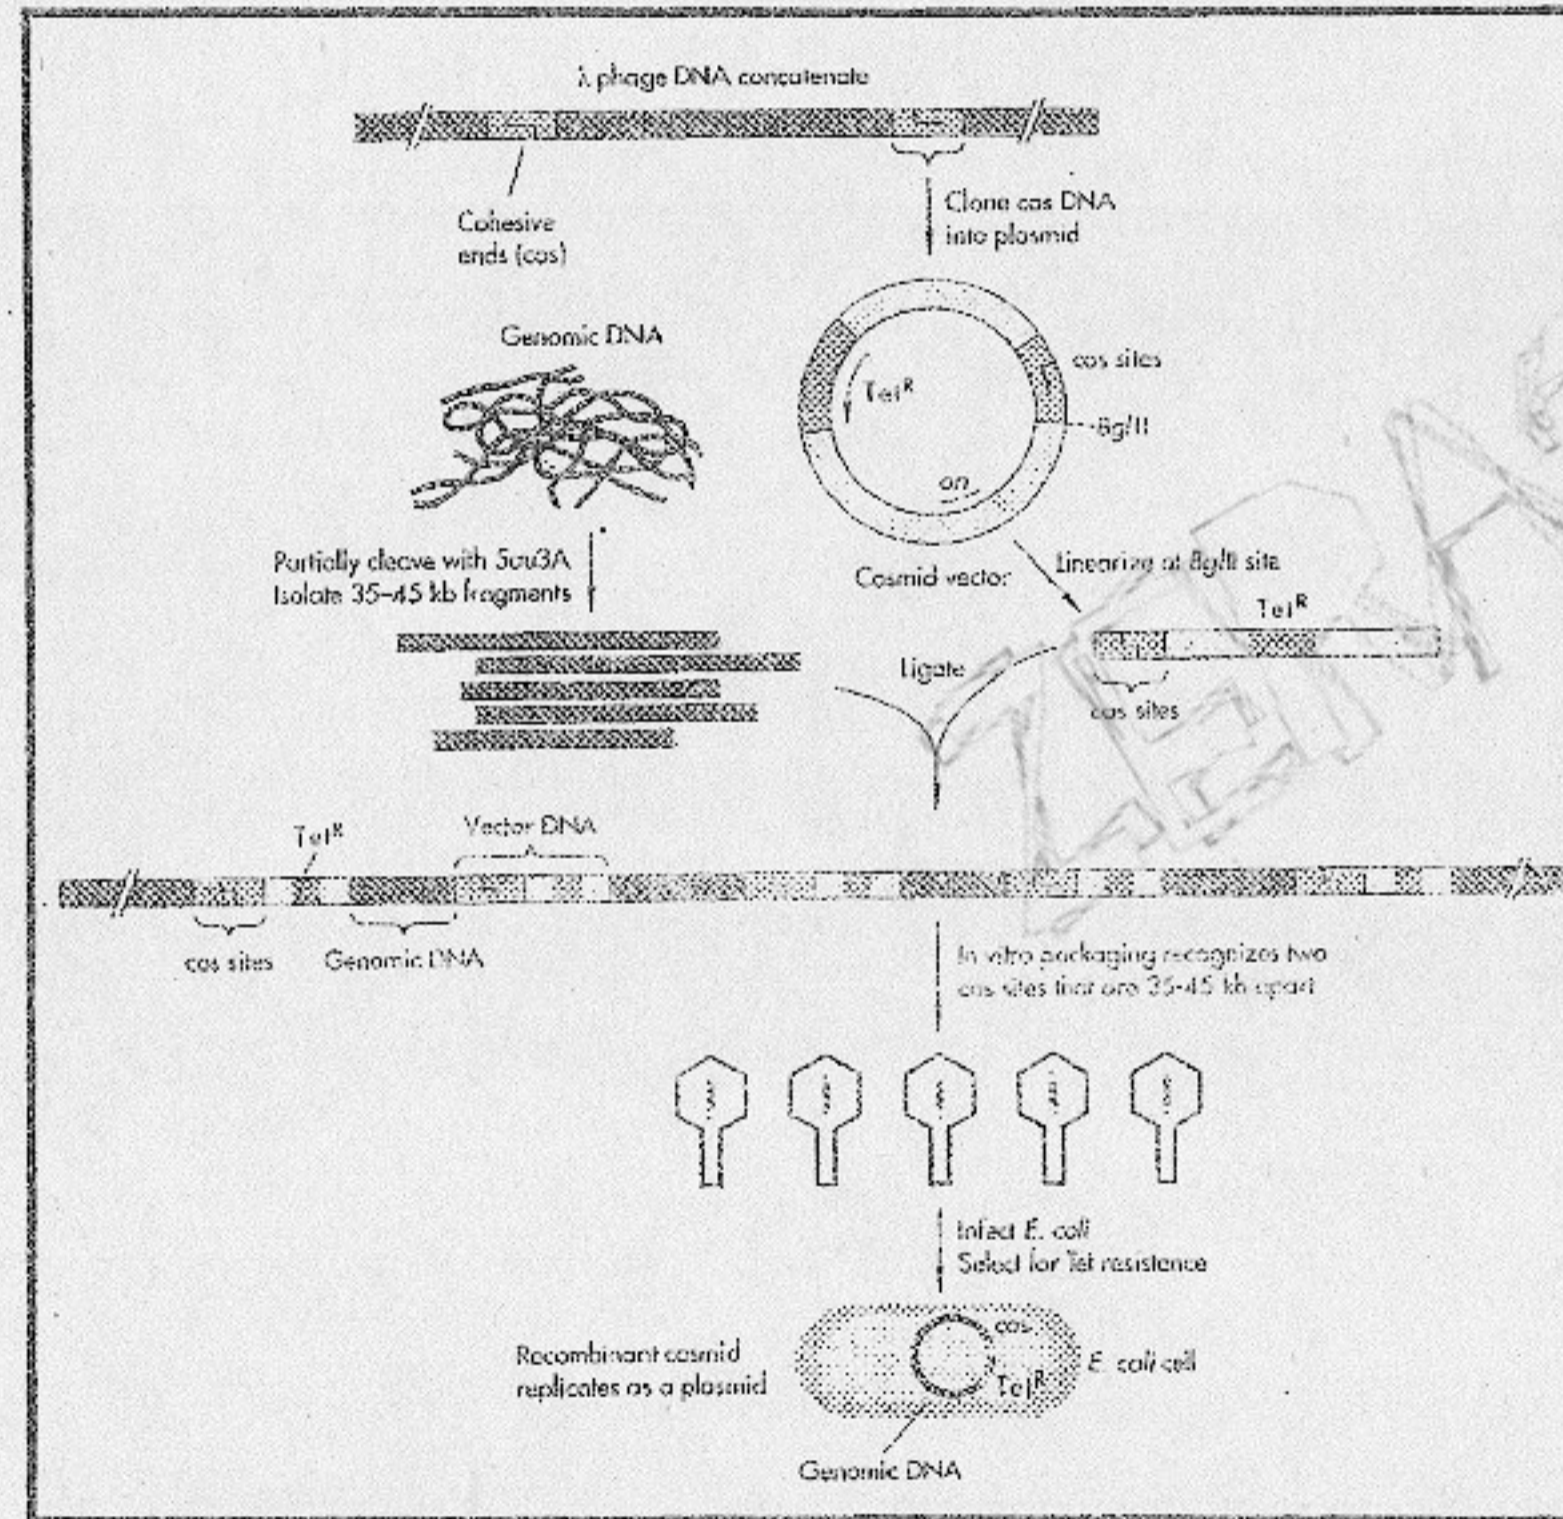 λ phage DNA concatenate
Cohesive
ends (cos)
Clone cos DNA
into plasmid
Genomic DNA
Tet^R
cos sites
BglII
ori
Cosmid vector
Partially cleave with Sau3A
Isolate 35–45 kb fragments
Linearize at BglII site
Tet^R
cos sites
Ligate
Tet^R
Vector DNA
cos sites
Genomic DNA
In vitro packaging recognizes two
cos sites that are 35-45 kb apart
Infect E. coli
Select for Tet resistence
Recombinant cosmid
replicates as a plasmid
cos
Tet^R
E. coli cell
Genomic DNA